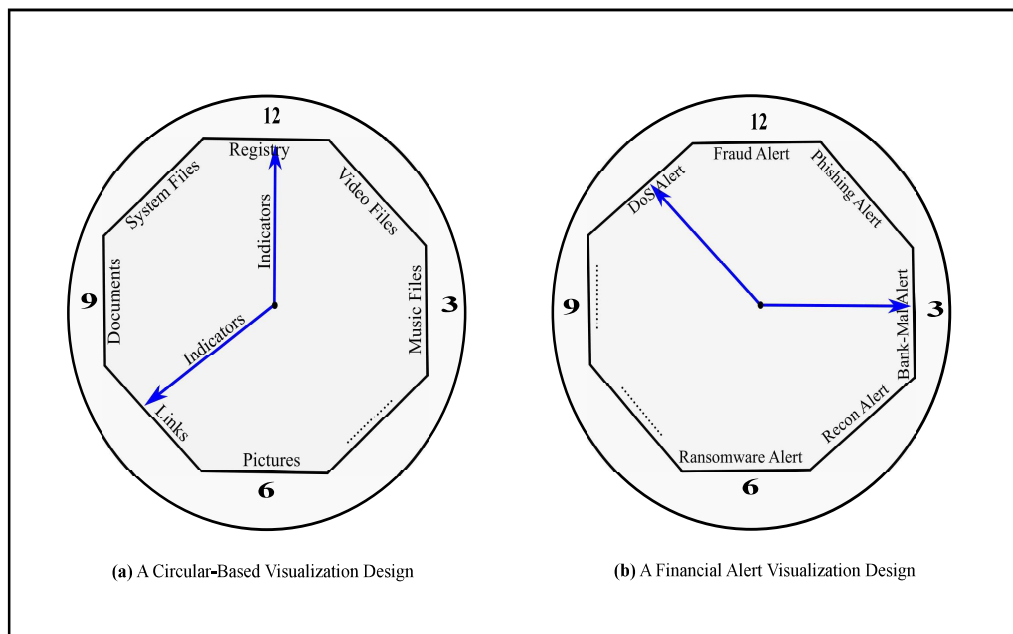 12
Registry
Video Files
Music Files
3
..........
Pictures
6
Links
Documents
9
System Files
Indicators
Indicators
(a) A Circular-Based Visualization Design
12
Fraud Alert
Phishing Alert
Bark-Mal Alert
3
Recon Alert
Ransomware Alert
6
..........
..........
9
DoS Alert
(b) A Financial Alert Visualization Design